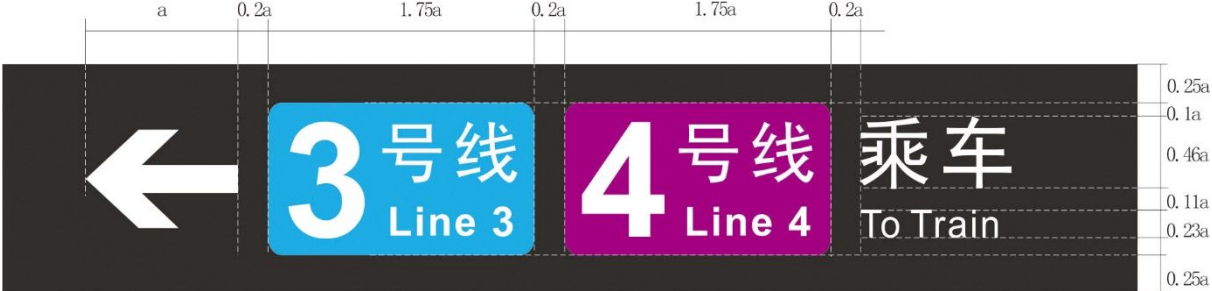 a 0.2a 1.75a 0.2a 1.75a 0.2a
3 号线
Line 3
4 号线
Line 4
乘车
To Train
0.25a
0.1a
0.46a
0.11a
0.23a
0.25a